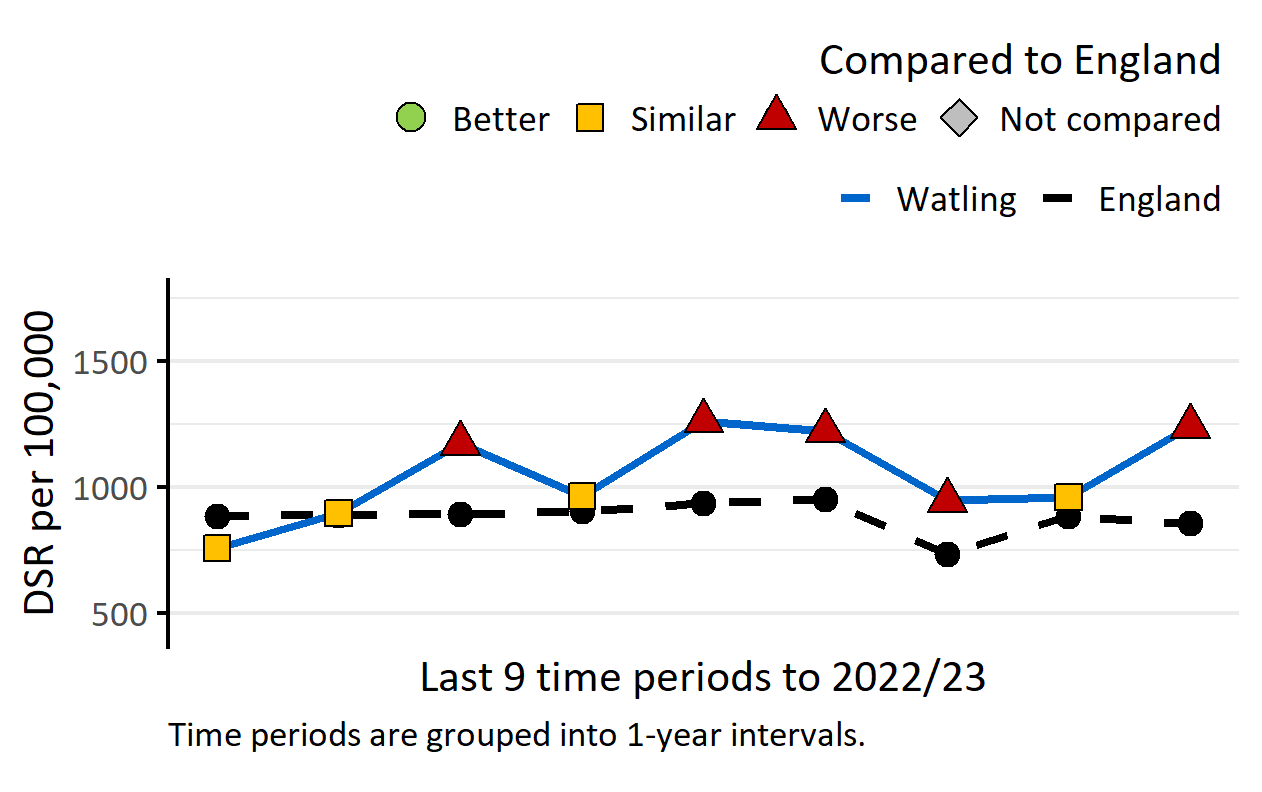 Compared to England
Better Similar Worse Not compared
Watling England
DSR per 100,000
1500
1000
500
Last 9 time periods to 2022/23
Time periods are grouped into 1-year intervals.